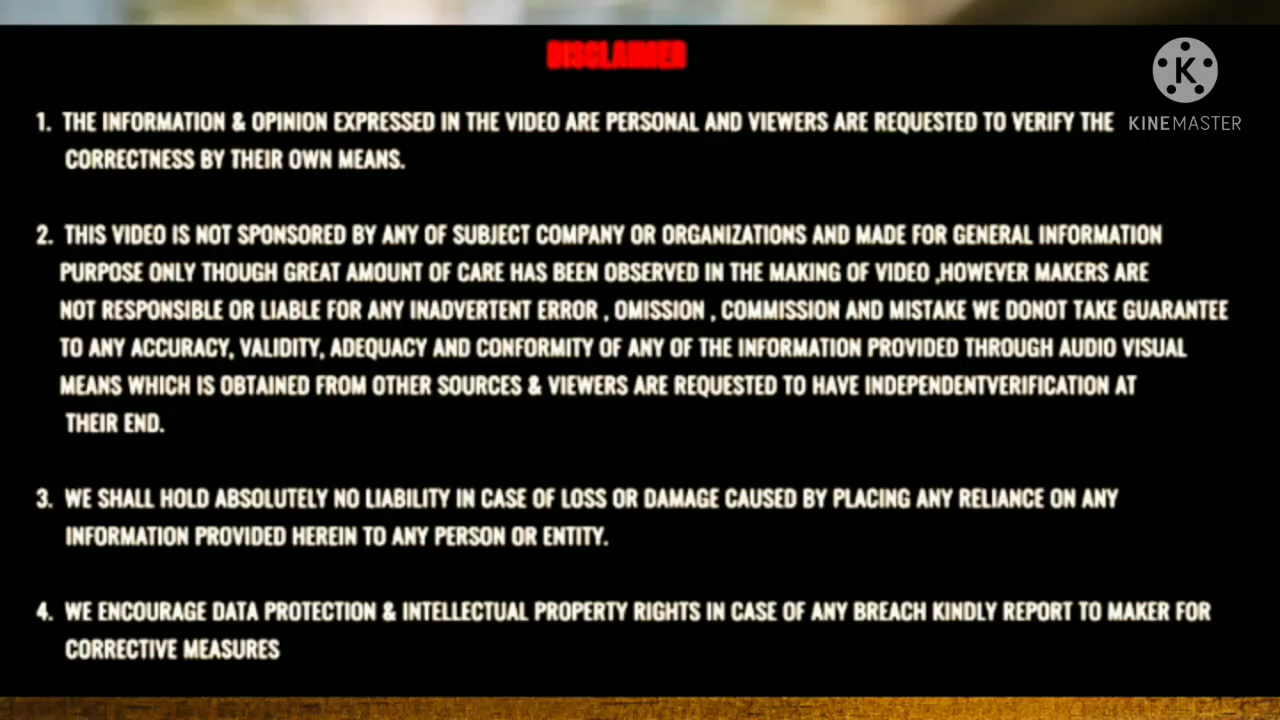 DISCLAIMER
K
KINEMASTER
1. THE INFORMATION & OPINION EXPRESSED IN THE VIDEO ARE PERSONAL AND VIEWERS ARE REQUESTED TO VERIFY THE
CORRECTNESS BY THEIR OWN MEANS.
2. THIS VIDEO IS NOT SPONSORED BY ANY OF SUBJECT COMPANY OR ORGANIZATIONS AND MADE FOR GENERAL INFORMATION
PURPOSE ONLY THOUGH GREAT AMOUNT OF CARE HAS BEEN OBSERVED IN THE MAKING OF VIDEO ,HOWEVER MAKERS ARE
NOT RESPONSIBLE OR LIABLE FOR ANY INADVERTENT ERROR , OMISSION , COMMISSION AND MISTAKE WE DONOT TAKE GUARANTEE
TO ANY ACCURACY, VALIDITY, ADEQUACY AND CONFORMITY OF ANY OF THE INFORMATION PROVIDED THROUGH AUDIO VISUAL
MEANS WHICH IS OBTAINED FROM OTHER SOURCES & VIEWERS ARE REQUESTED TO HAVE INDEPENDENTVERIFICATION AT
THEIR END.
3. WE SHALL HOLD ABSOLUTELY NO LIABILITY IN CASE OF LOSS OR DAMAGE CAUSED BY PLACING ANY RELIANCE ON ANY
INFORMATION PROVIDED HEREIN TO ANY PERSON OR ENTITY.
4. WE ENCOURAGE DATA PROTECTION & INTELLECTUAL PROPERTY RIGHTS IN CASE OF ANY BREACH KINDLY REPORT TO MAKER FOR
CORRECTIVE MEASURES